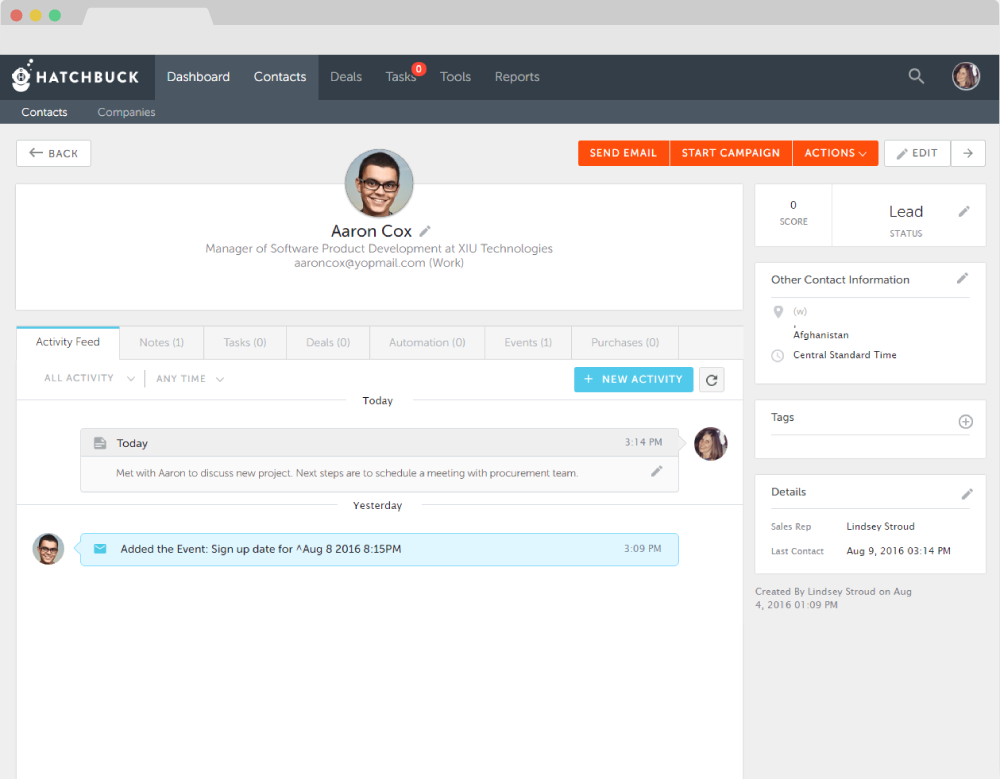 HATCHBUCK
Dashboard Contacts Deals Tasks 0 Tools Reports
Contacts Companies
BACK
SEND EMAIL START CAMPAIGN ACTIONS EDIT
Aaron Cox
Manager of Software Product Development at XIU Technologies
aaroncox@yopmail.com (Work)
0
SCORE
Lead
STATUS
Other Contact Information
(w)
,
Afghanistan
Central Standard Time
Activity Feed Notes (1) Tasks (0) Deals (0) Automation (0) Events (1) Purchases (0)
ALL ACTIVITY ANY TIME + NEW ACTIVITY
Today
Today 3:14 PM
Met with Aaron to discuss new project. Next steps are to schedule a meeting with procurement team.
Yesterday
Added the Event: Sign up date for ^Aug 8 2016 8:15PM 3:09 PM
Tags
Details
Sales Rep Lindsey Stroud
Last Contact Aug 9, 2016 03:14 PM
Created By Lindsey Stroud on Aug
4, 2016 01:09 PM